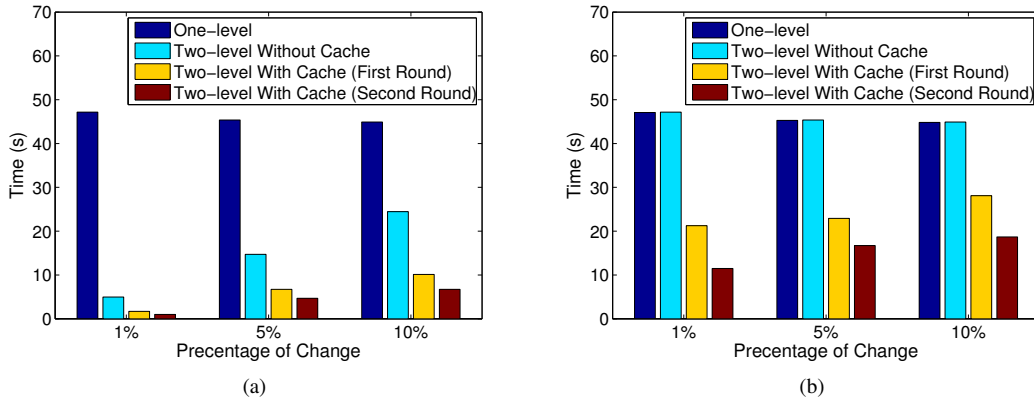 70
60
50
40
30
20
10
0
Time (s)
One-level
Two-level Without Cache
Two-level With Cache (First Round)
Two-level With Cache (Second Round)
1% 5% 10%
Precentage of Change
(a)
70
60
50
40
30
20
10
0
Time (s)
One-level
Two-level Without Cache
Two-level With Cache (First Round)
Two-level With Cache (Second Round)
1% 5% 10%
Precentage of Change
(b)